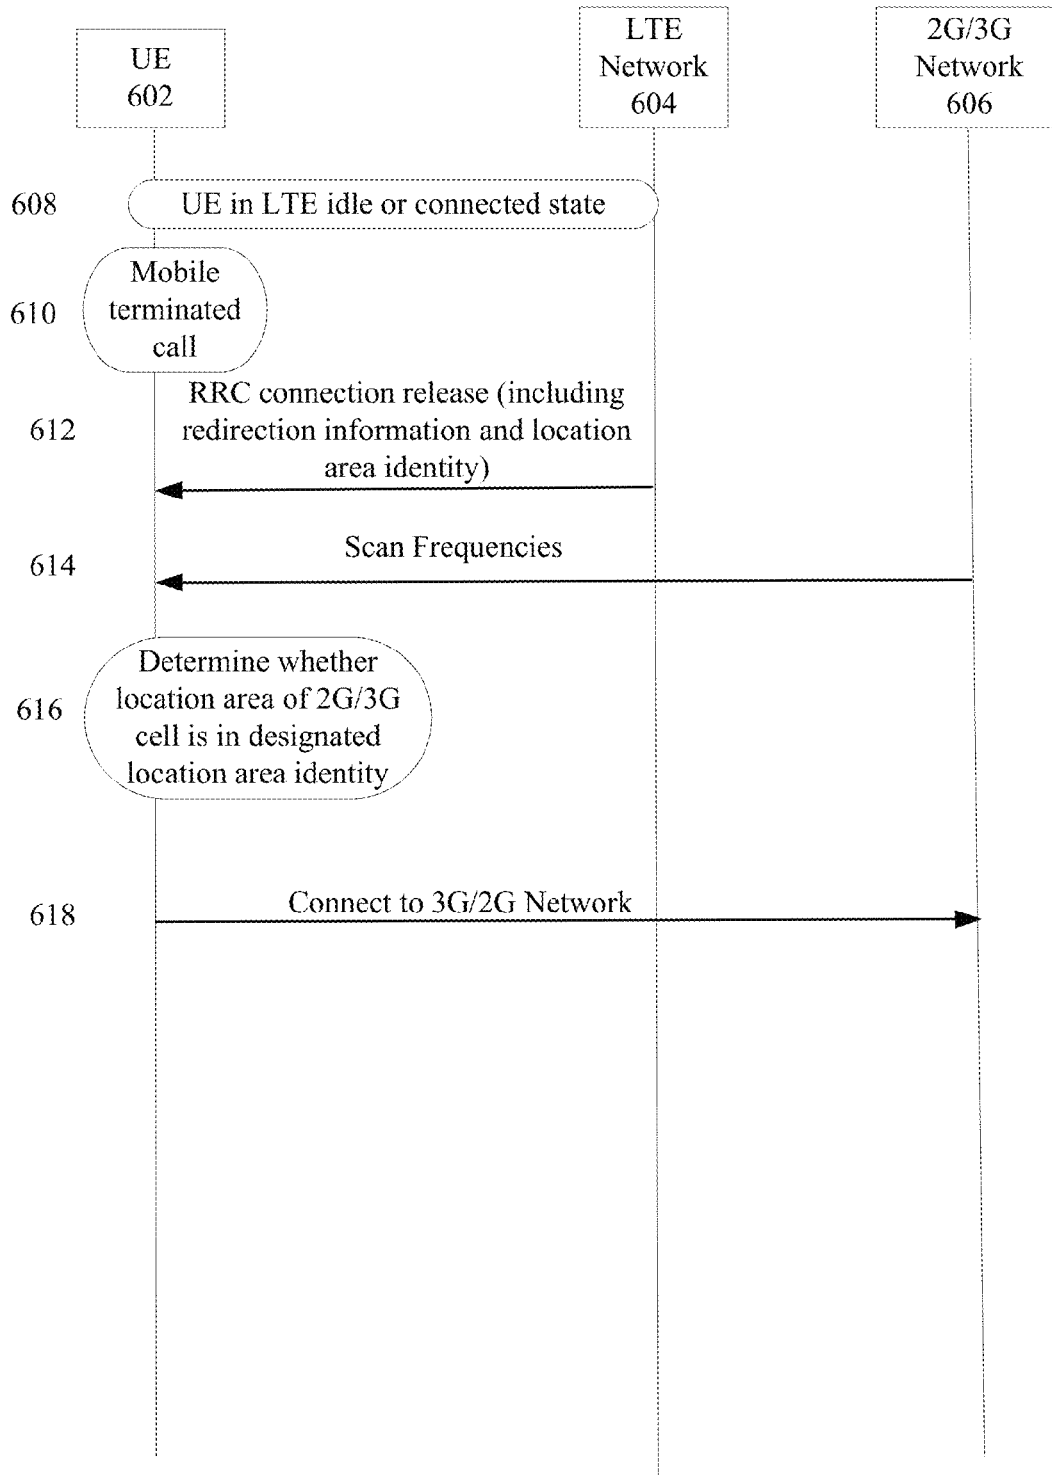 UE
602
LTE
Network
604
2G/3G
Network
606
608
UE in LTE idle or connected state
610
Mobile
terminated
call
612
RRC connection release (including
redirection information and location
area identity)
614
Scan Frequencies
616
Determine whether
location area of 2G/3G
cell is in designated
location area identity
618
Connect to 3G/2G Network